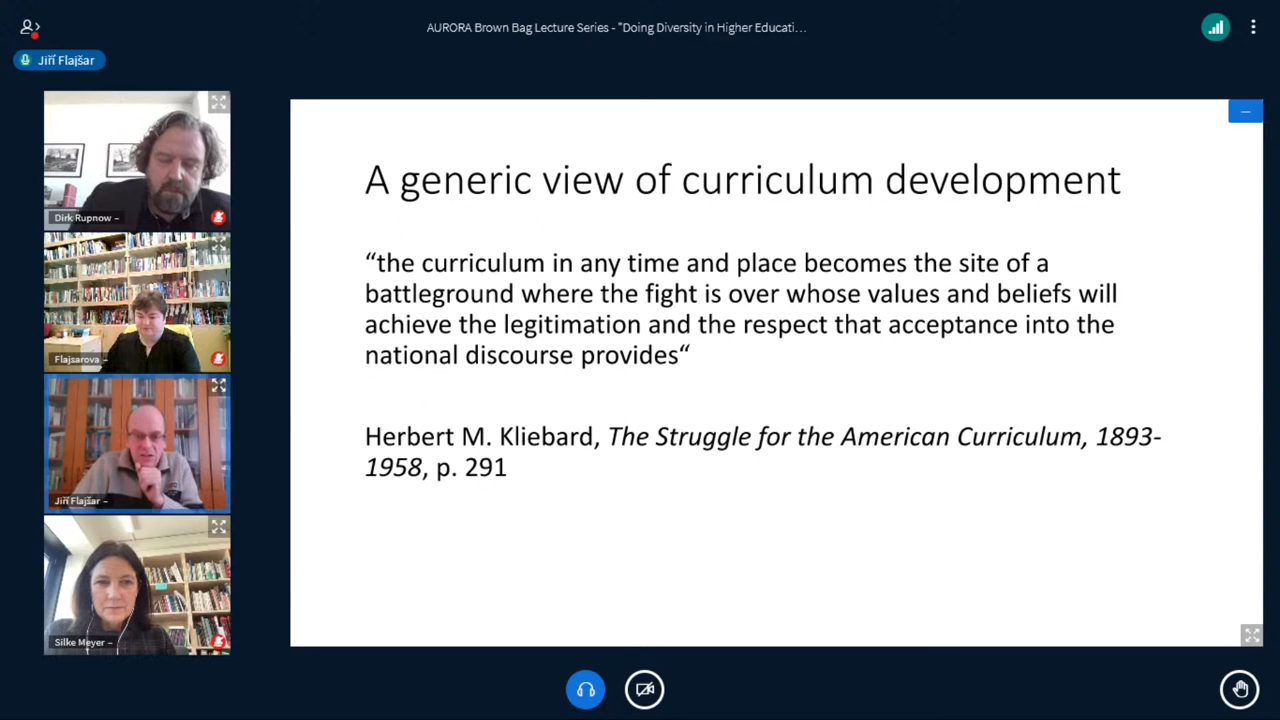 AURORA Brown Bag Lecture Series - "Doing Diversity in Higher Educati...
Jiří Flajšar
Dirk Rupnow –
Flajsarova –
Jiří Flajšar –
Silke Meyer –
A generic view of curriculum development
“the curriculum in any time and place becomes the site of a
battleground where the fight is over whose values and beliefs will
achieve the legitimation and the respect that acceptance into the
national discourse provides“
Herbert M. Kliebard, The Struggle for the American Curriculum, 1893-
1958, p. 291